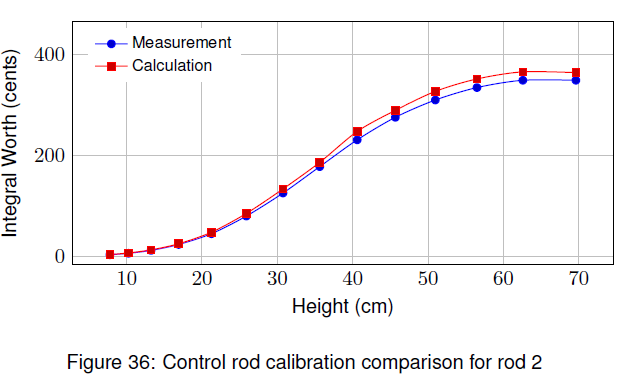 400
Measurement
Calculation
Integral Worth (cents)
200
0
10 20 30 40 50 60 70
Height (cm)
Figure 36: Control rod calibration comparison for rod 2